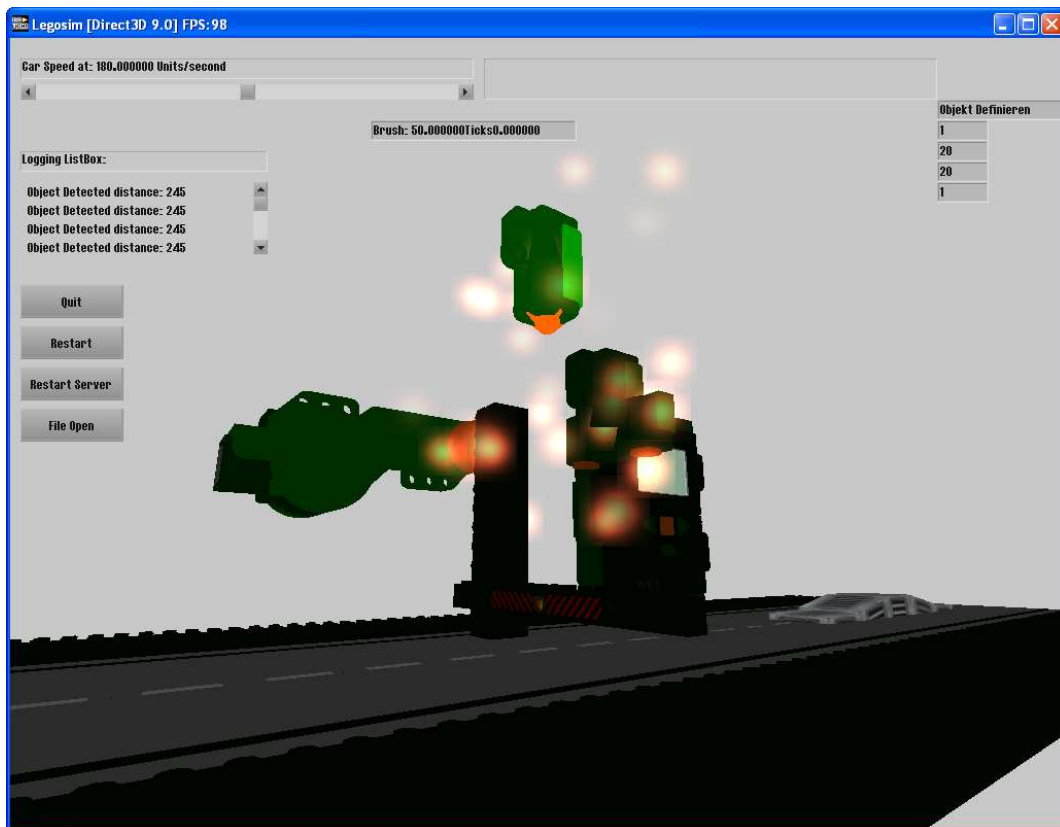 Legosim [Direct3D 9.0] FPS:98
Car Speed at: 180.000000 Units/second
Objekt Definieren
Brush: 50.000000Ticks0.000000
1
20
20
1
Logging ListBox:
Object Detected distance: 245
Object Detected distance: 245
Object Detected distance: 245
Object Detected distance: 245
Quit
Restart
Restart Server
File Open